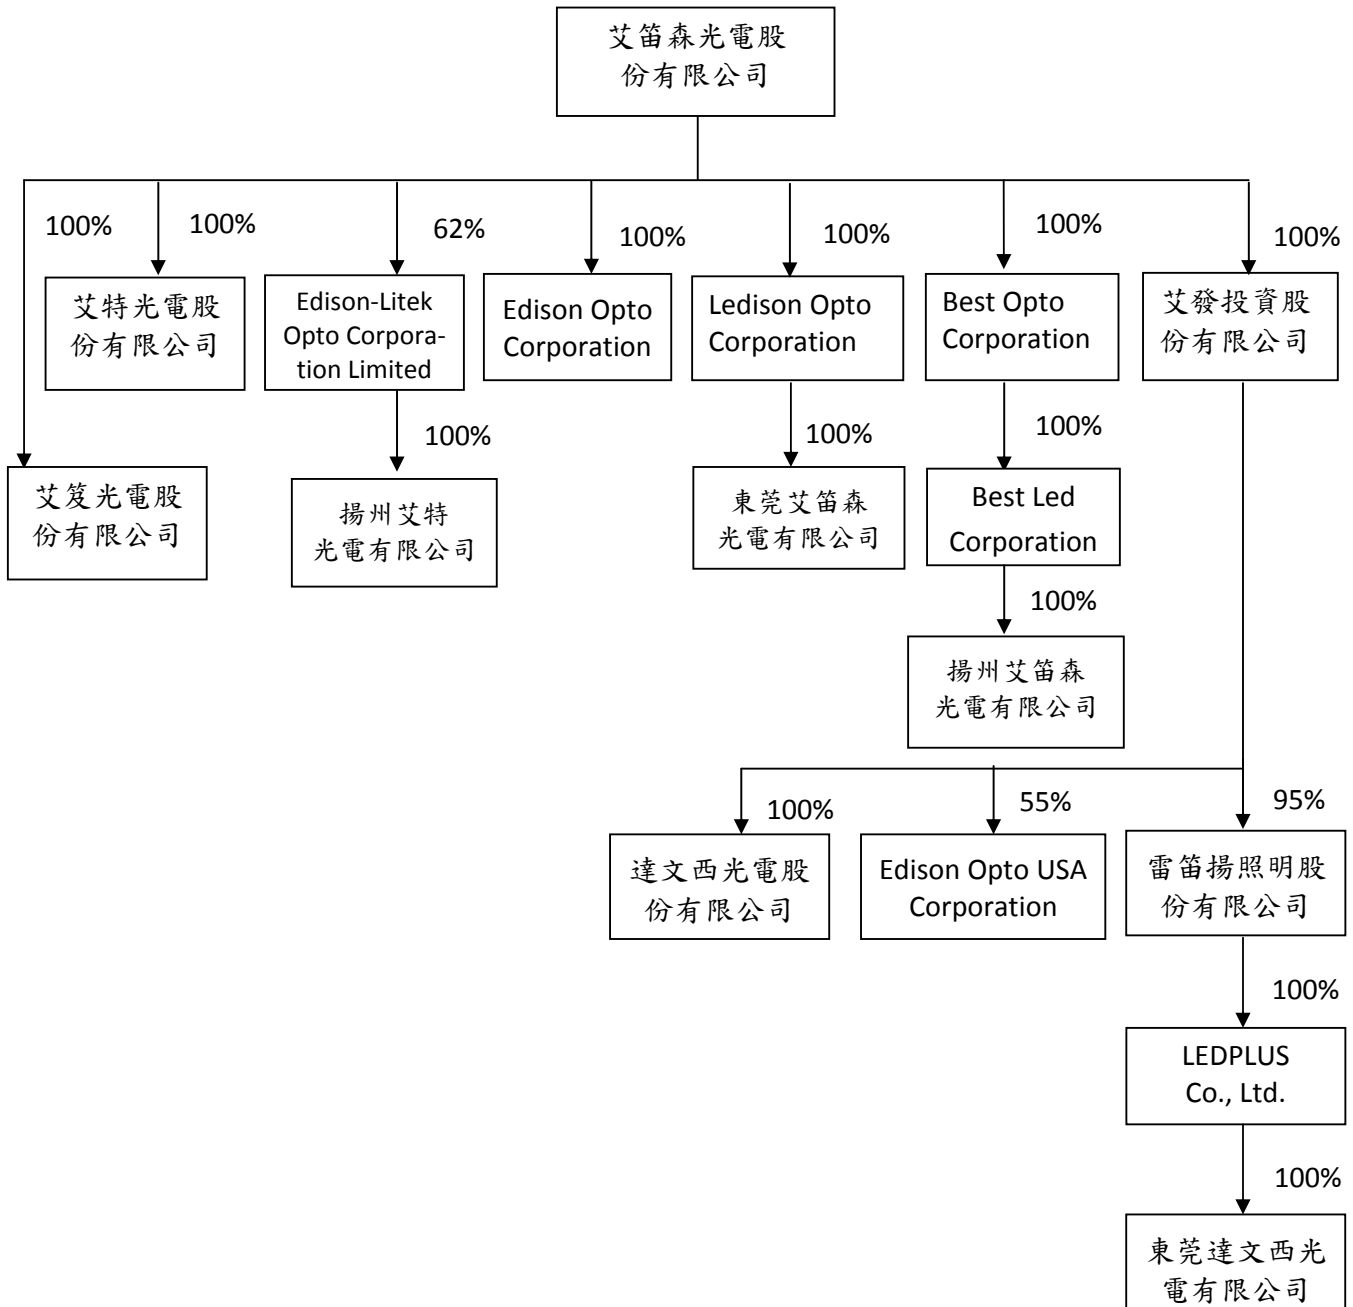 艾笛森光電股
份有限公司
100%
100%
62%
100%
100%
100%
100%
艾特光電股
份有限公司
Edison-Litek
Opto Corpora-
tion Limited
Edison Opto
Corporation
Ledison Opto
Corporation
Best Opto
Corporation
艾發投資股
份有限公司
100%
100%
100%
艾笈光電股
份有限公司
揚州艾特
光電有限公司
東莞艾笛森
光電有限公司
Best Led
Corporation
100%
揚州艾笛森
光電有限公司
100%
55%
95%
達文西光電股
份有限公司
Edison Opto USA
Corporation
雷笛揚照明股
份有限公司
100%
LEDPLUS
Co., Ltd.
100%
東莞達文西光
電有限公司